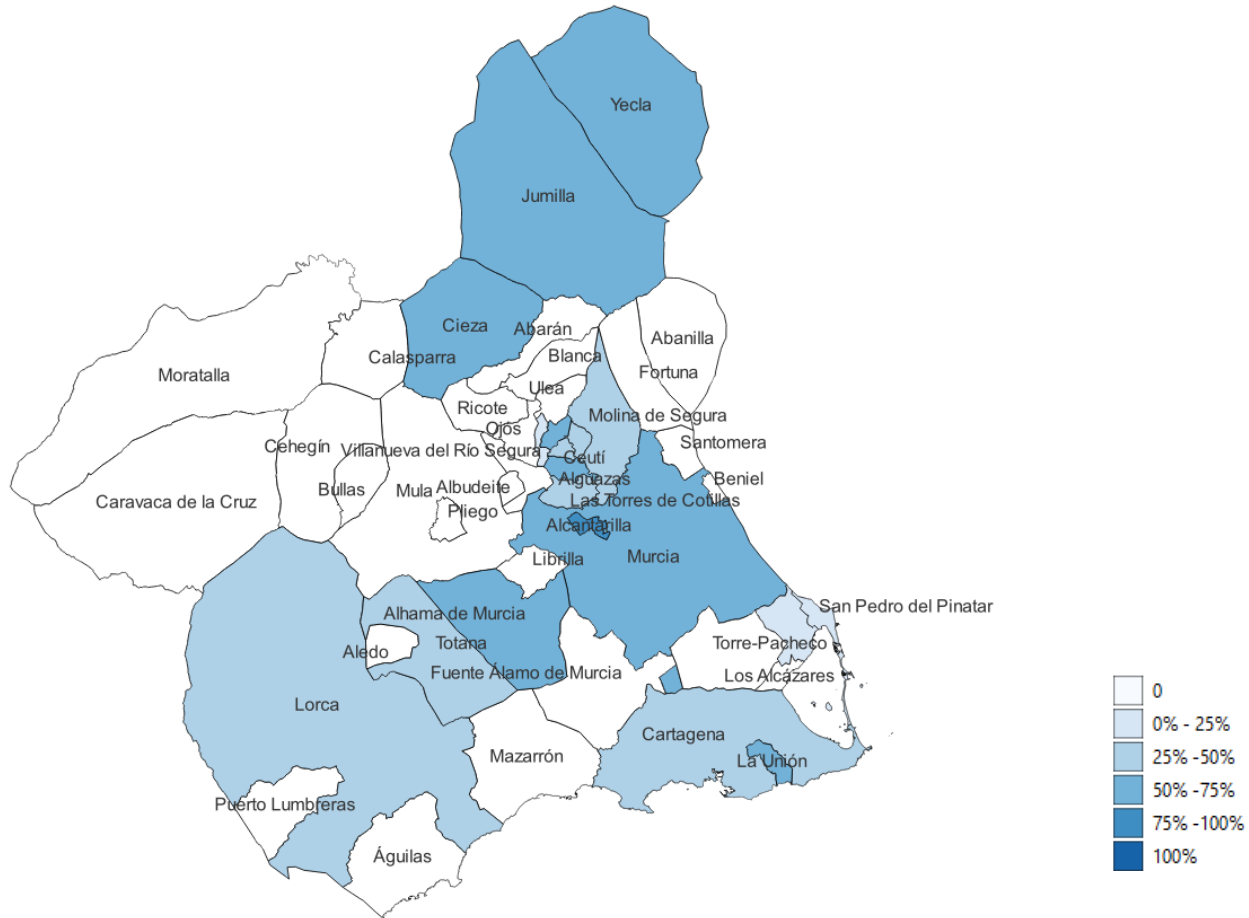 Yecla
Jumilla
Cieza
Abarán
Abanilla
Calasparra
Blanca
Fortuna
Moratalla
Ulea
Ricote
Molina de Segura
Ojós
Cehegín
Villanueva del Río Segura
Santomera
Ceutí
Caravaca de la Cruz
Bullas
Mula
Albudeite
Alguazas
Beniel
Pliego
Las Torres de Cotillas
Alcantarilla
Librilla
Murcia
Alhama de Murcia
San Pedro del Pinatar
Aledo
Totana
Torre-Pacheco
Fuente Álamo de Murcia
Los Alcázares
Lorca
Cartagena
Mazarrón
La Unión
Puerto Lumbreras
Águilas
0
0% - 25%
25% -50%
50% -75%
75% -100%
100%